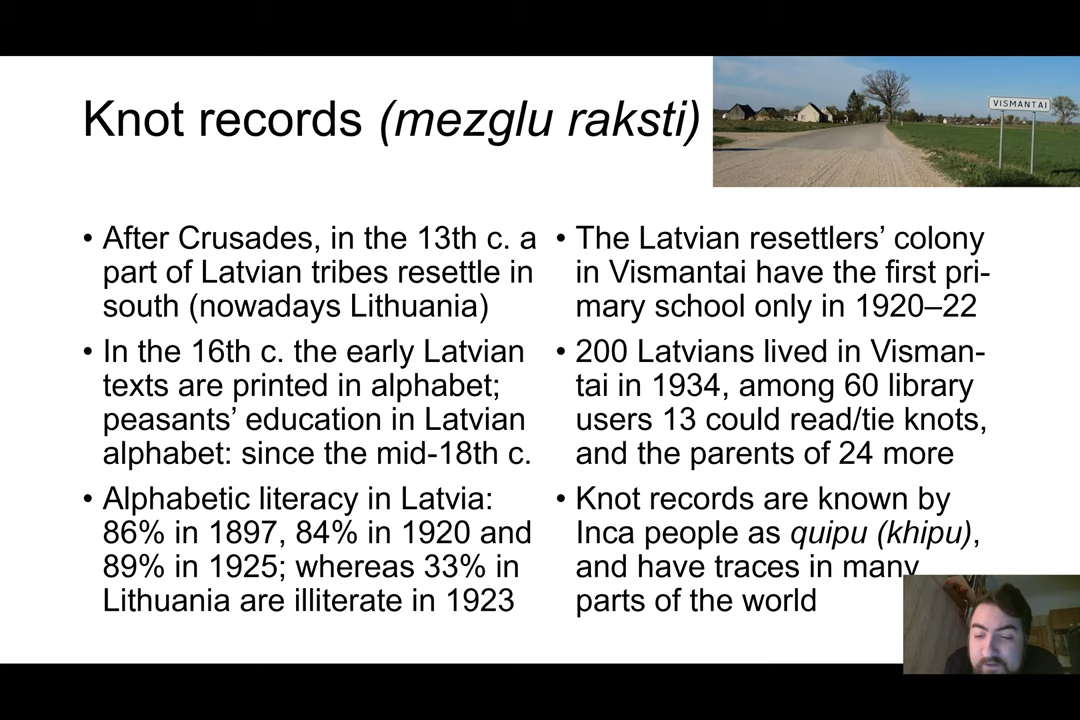 Knot records (mezglu raksti)
VISMANTAI
• After Crusades, in the 13th c. a
part of Latvian tribes resettle in
south (nowadays Lithuania)
• In the 16th c. the early Latvian
texts are printed in alphabet;
peasants’ education in Latvian
alphabet: since the mid-18th c.
• Alphabetic literacy in Latvia:
86% in 1897, 84% in 1920 and
89% in 1925; whereas 33% in
Lithuania are illiterate in 1923
• The Latvian resettlers’ colony
in Vismantai have the first pri-
mary school only in 1920–22
• 200 Latvians lived in Visman-
tai in 1934, among 60 library
users 13 could read/tie knots,
and the parents of 24 more
• Knot records are known by
Inca people as quipu (khipu),
and have traces in many
parts of the world